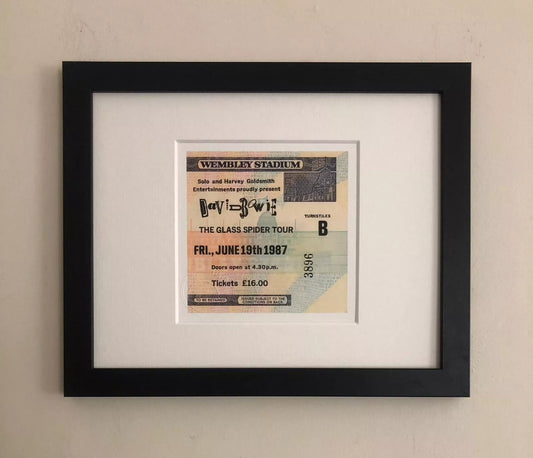 WEMBLEY STADIUM
Solo and Harvey Goldsmith
Entertainments proudly present
DaViD BoWiE
TURNSTILES
B
THE GLASS SPIDER TOUR
FRI., JUNE 19th 1987
Doors open at 4.30p.m.
3896
Tickets £16.00
TO BE RETAINED
ISSUED SUBJECT TO THE
CONDITIONS ON BACK